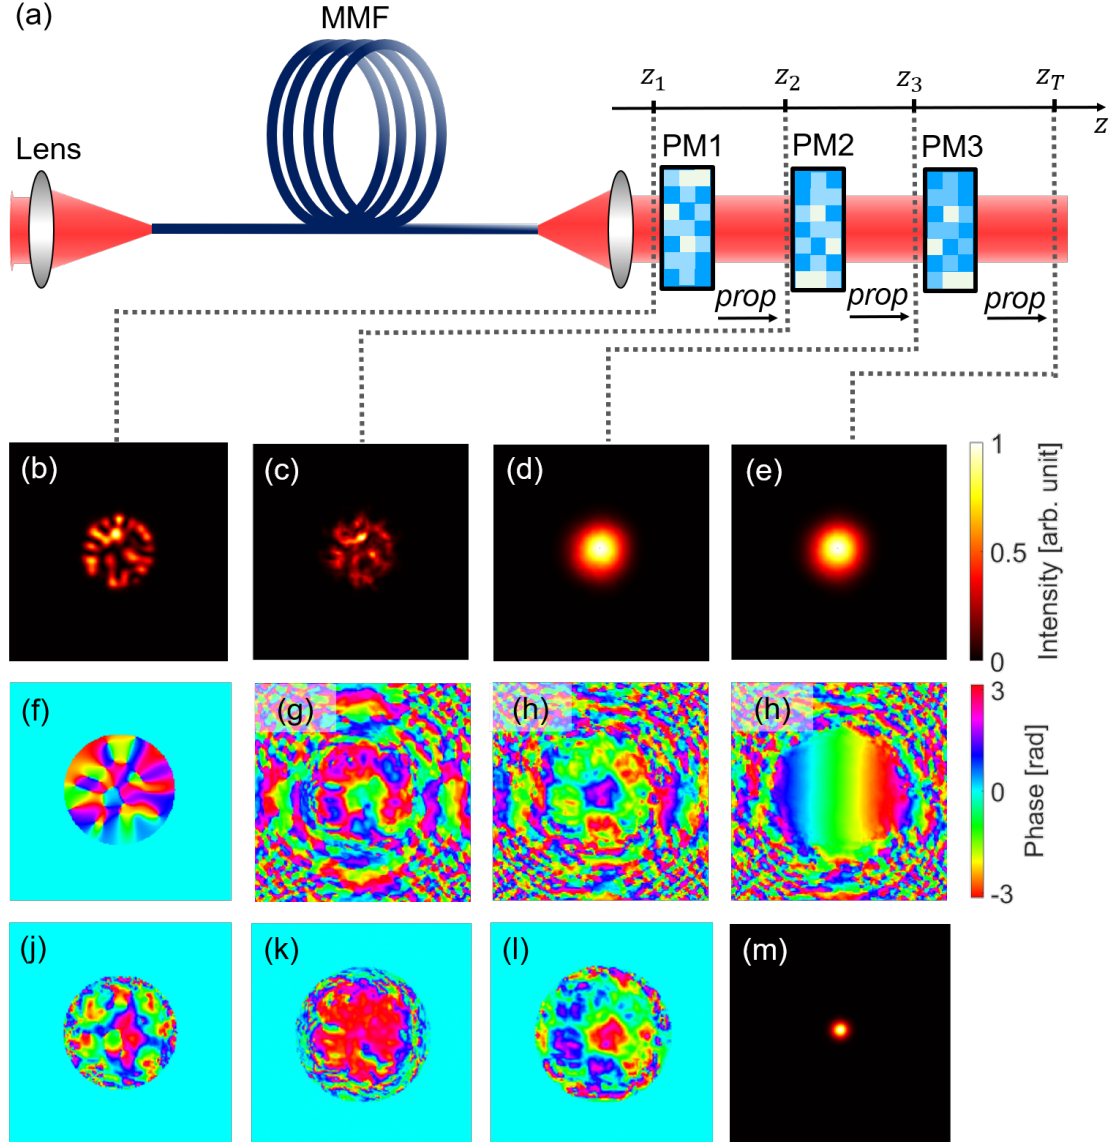 (a)
MMF
Lens
z₁ z₂ z₃ z_T
z
PM1 PM2 PM3
prop prop prop
(b) (c) (d) (e)
1
0.5
0
Intensity [arb. unit]
(f) (g) (h) (h)
3
0
-3
Phase [rad]
(j) (k) (l) (m)